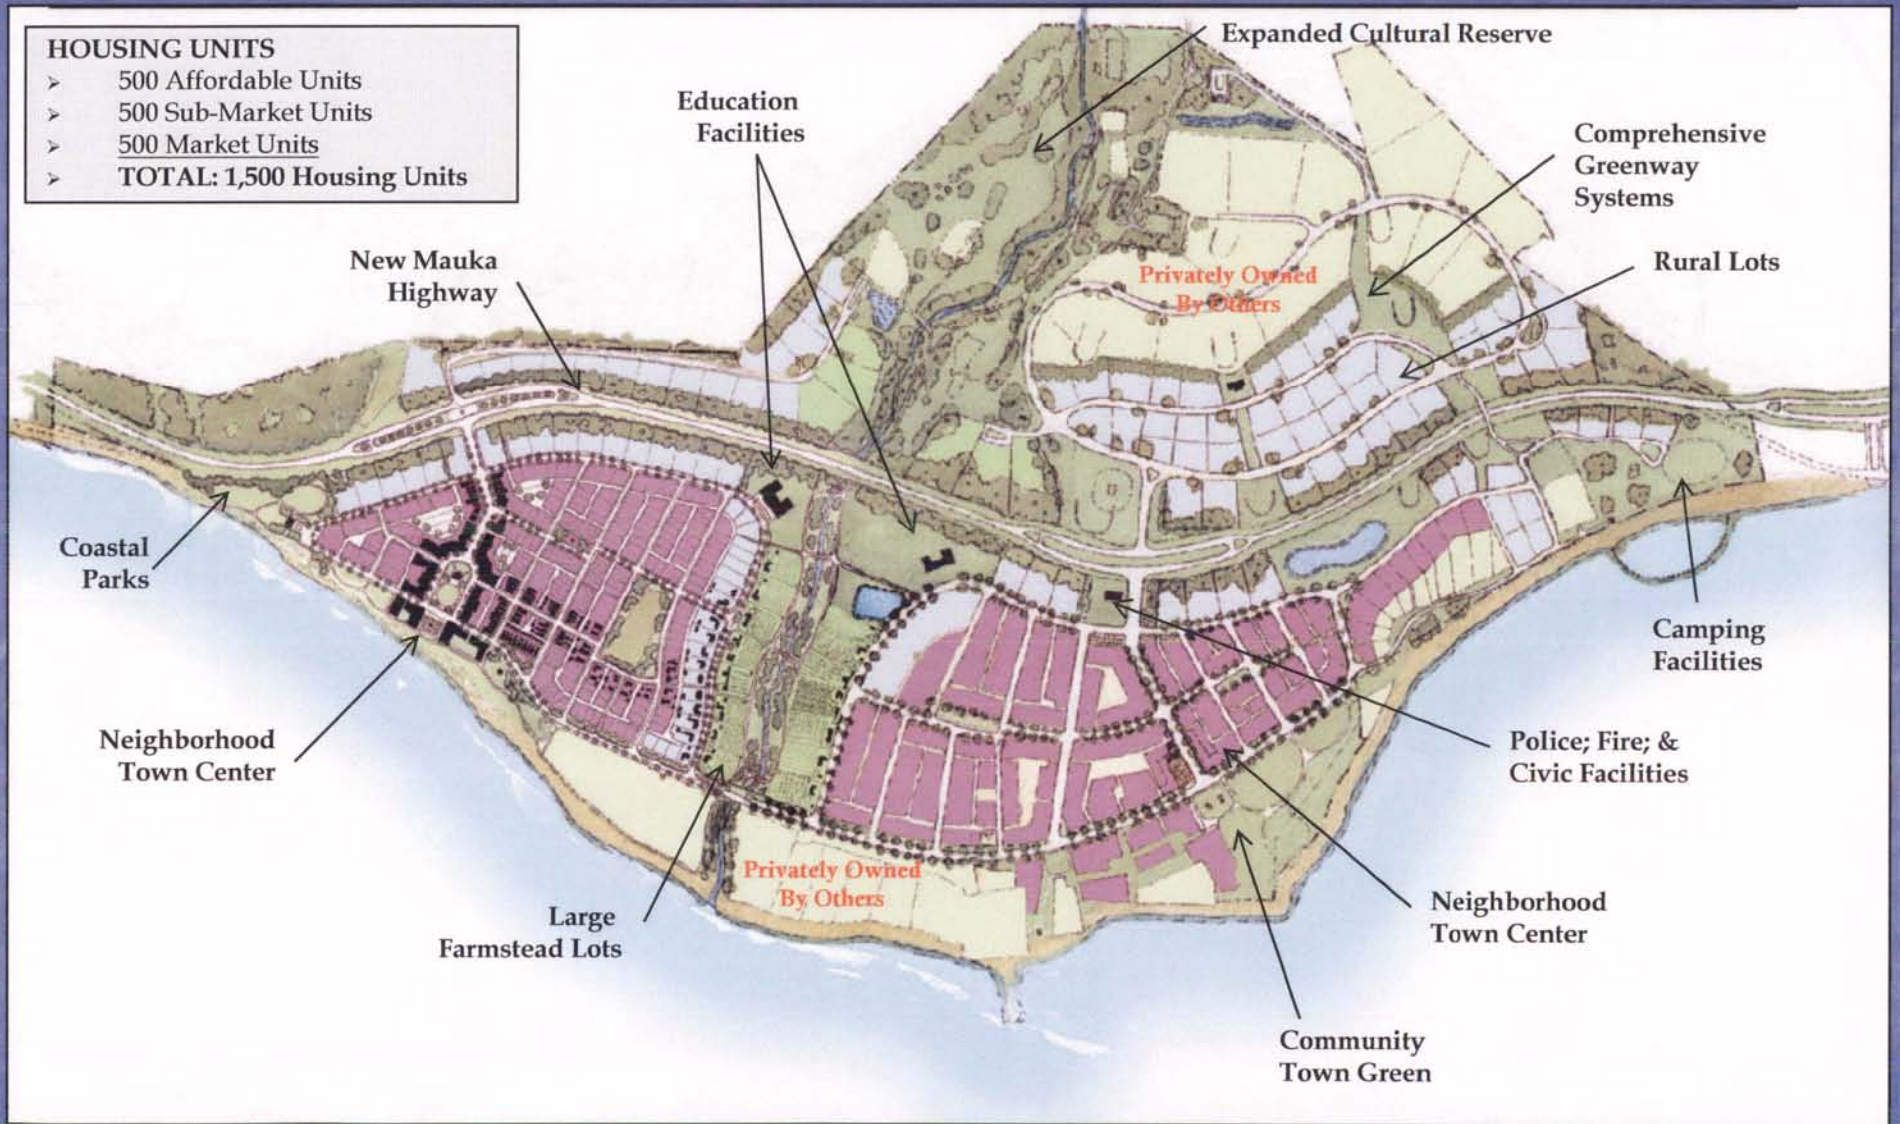 HOUSING UNITS
➢ 500 Affordable Units
➢ 500 Sub-Market Units
➢ 500 Market Units
➢ TOTAL: 1,500 Housing Units
Expanded Cultural Reserve
Education
Facilities
Comprehensive
Greenway
Systems
New Mauka
Highway
Rural Lots
Privately Owned
By Others
Coastal
Parks
Camping
Facilities
Neighborhood
Town Center
Police; Fire; &
Civic Facilities
Privately Owned
By Others
Large
Farmstead Lots
Neighborhood
Town Center
Community
Town Green